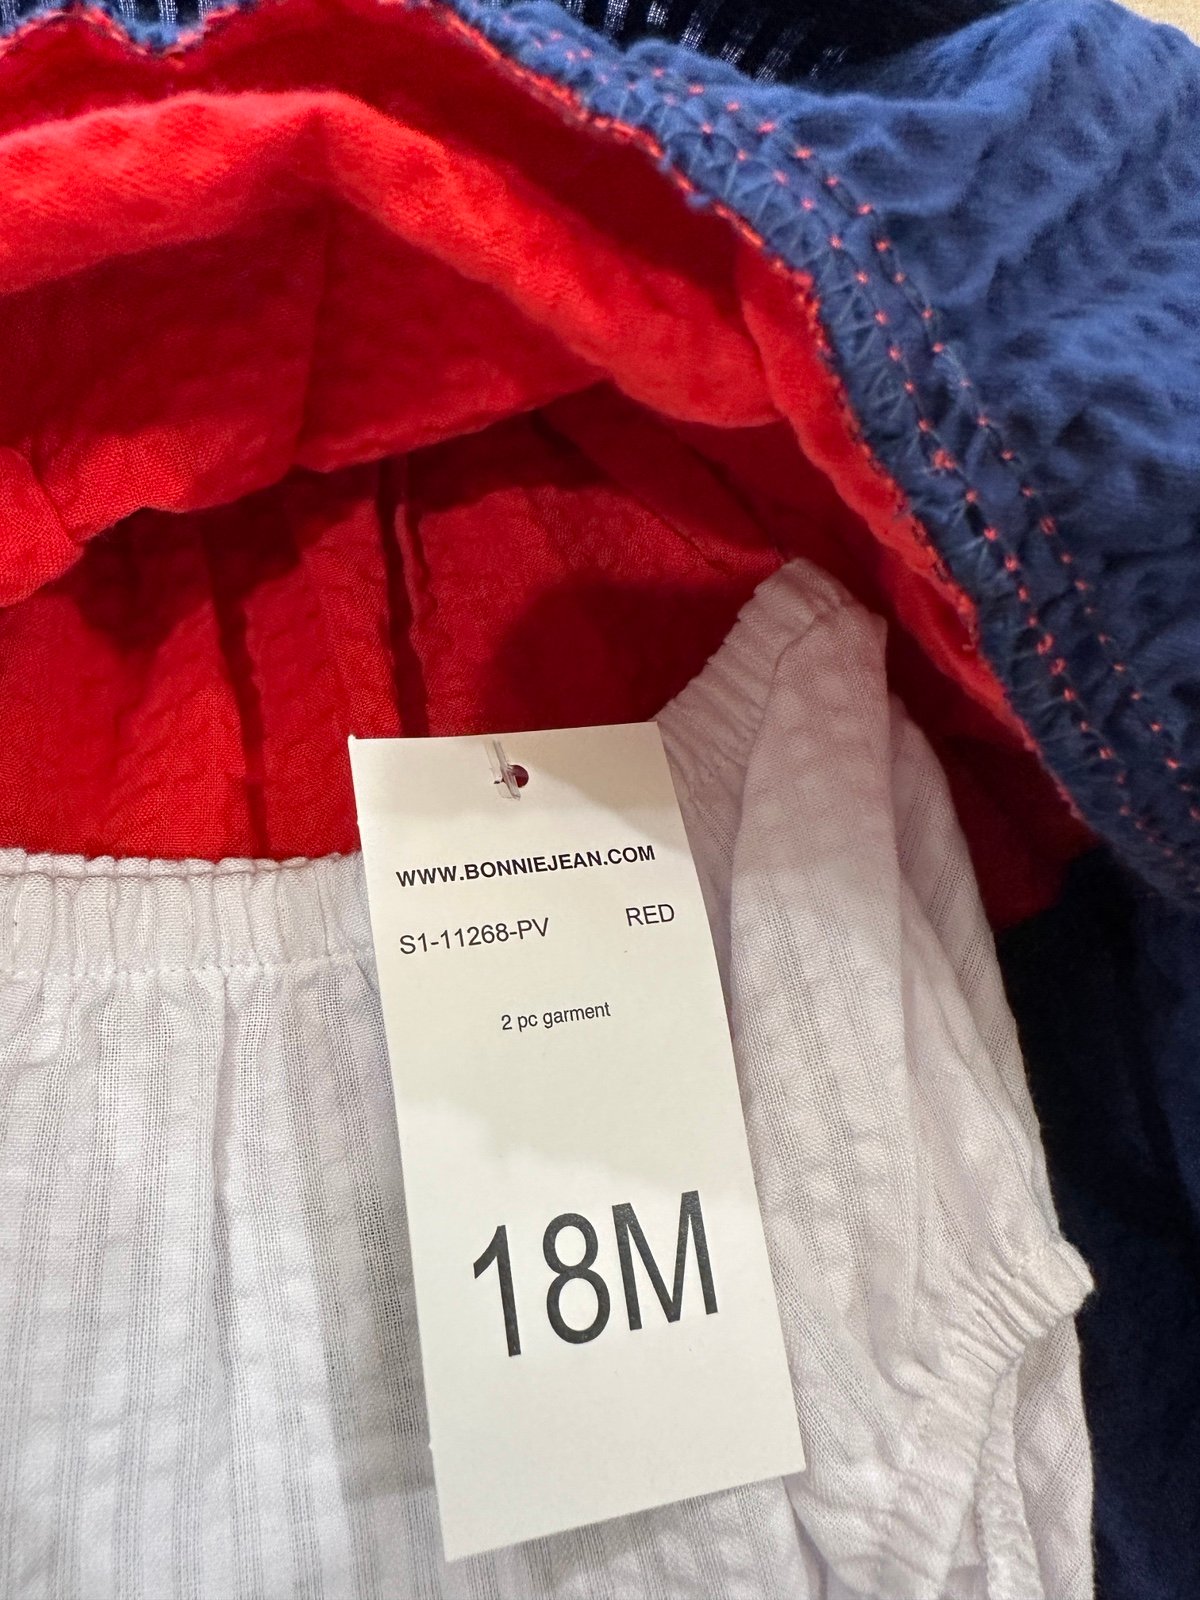 WWW.BONNIEJEAN.COM
S1-11268-PV RED
2 pc garment
18M